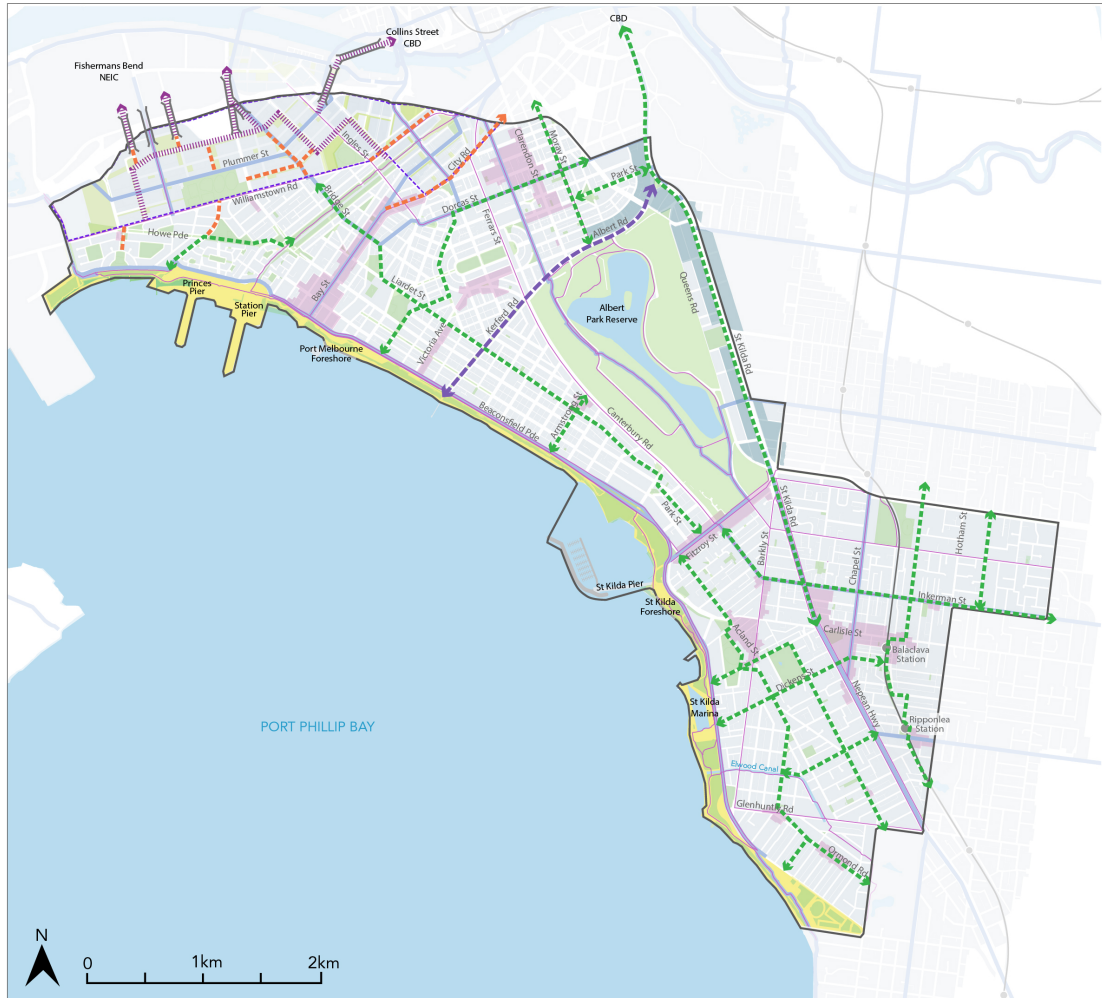 CBD
Collins Street
CBD
Fishermans Bend
NEIC
Ingles St
Plummer St
Williamstown Rd
Howe Pde
Bridge St
City Rd
Clarendon St
Moray St
Park St
Dorcas St
Ferrars St
Albert Rd
Queens Rd
St Kilda Rd
Princes
Pier
Station
Pier
Bay St
Liardet St
Kerferd Rd
Victoria Ave
Albert
Park Reserve
Port Melbourne
Foreshore
Beaconsfield Pde
Armstrong St
Canterbury Rd
Park St
Fitzroy St
St Kilda Rd
Barkly St
Chapel St
Hotham St
Inkerman St
St Kilda Pier
St Kilda
Foreshore
Acland St
Carlisle St
Balaclava
Station
Dickens St
Nepean Hwy
St Kilda
Marina
Ripponlea
Station
PORT PHILLIP BAY
Elwood Canal
Glenhuntly Rd
Ormond Rd
N
0
1km
2km